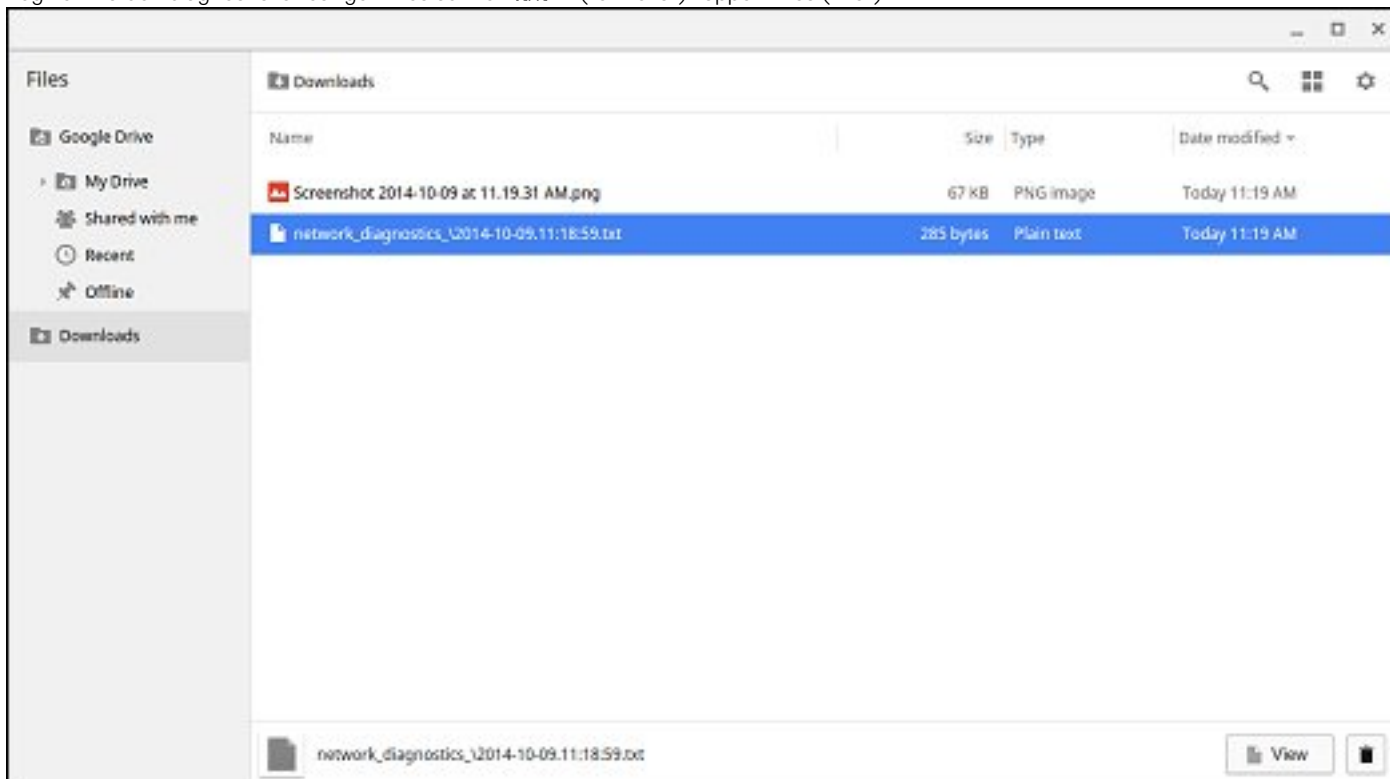 Files
Downloads
Google Drive
Name Size Type Date modified
My Drive
Screenshot 2014-10-09 at 11.19.31 AM.png 67 KB PNG image Today 11:19 AM
Shared with me
network_diagnostics_\2014-10-09.11:18:59.txt 285 bytes Plain text Today 11:19 AM
Recent
Offline
Downloads
network_diagnostics_\2014-10-09.11:18:59.txt View